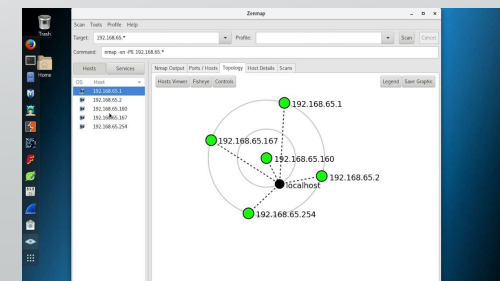 Zenmap
Scan Tools Profile Help
Target: 192.168.65.* Profile: Scan Cancel
Command: nmap -sn -PE 192.168.65.*
Hosts Services
Nmap Output Ports / Hosts Topology Host Details Scans
OS Host
Hosts Viewer Fisheye Controls Legend Save Graphic
192.168.65.1
192.168.65.2
192.168.65.160
192.168.65.167
192.168.65.254
192.168.65.1
192.168.65.167
192.168.65.160
192.168.65.2
localhost
192.168.65.254
Trash
Home